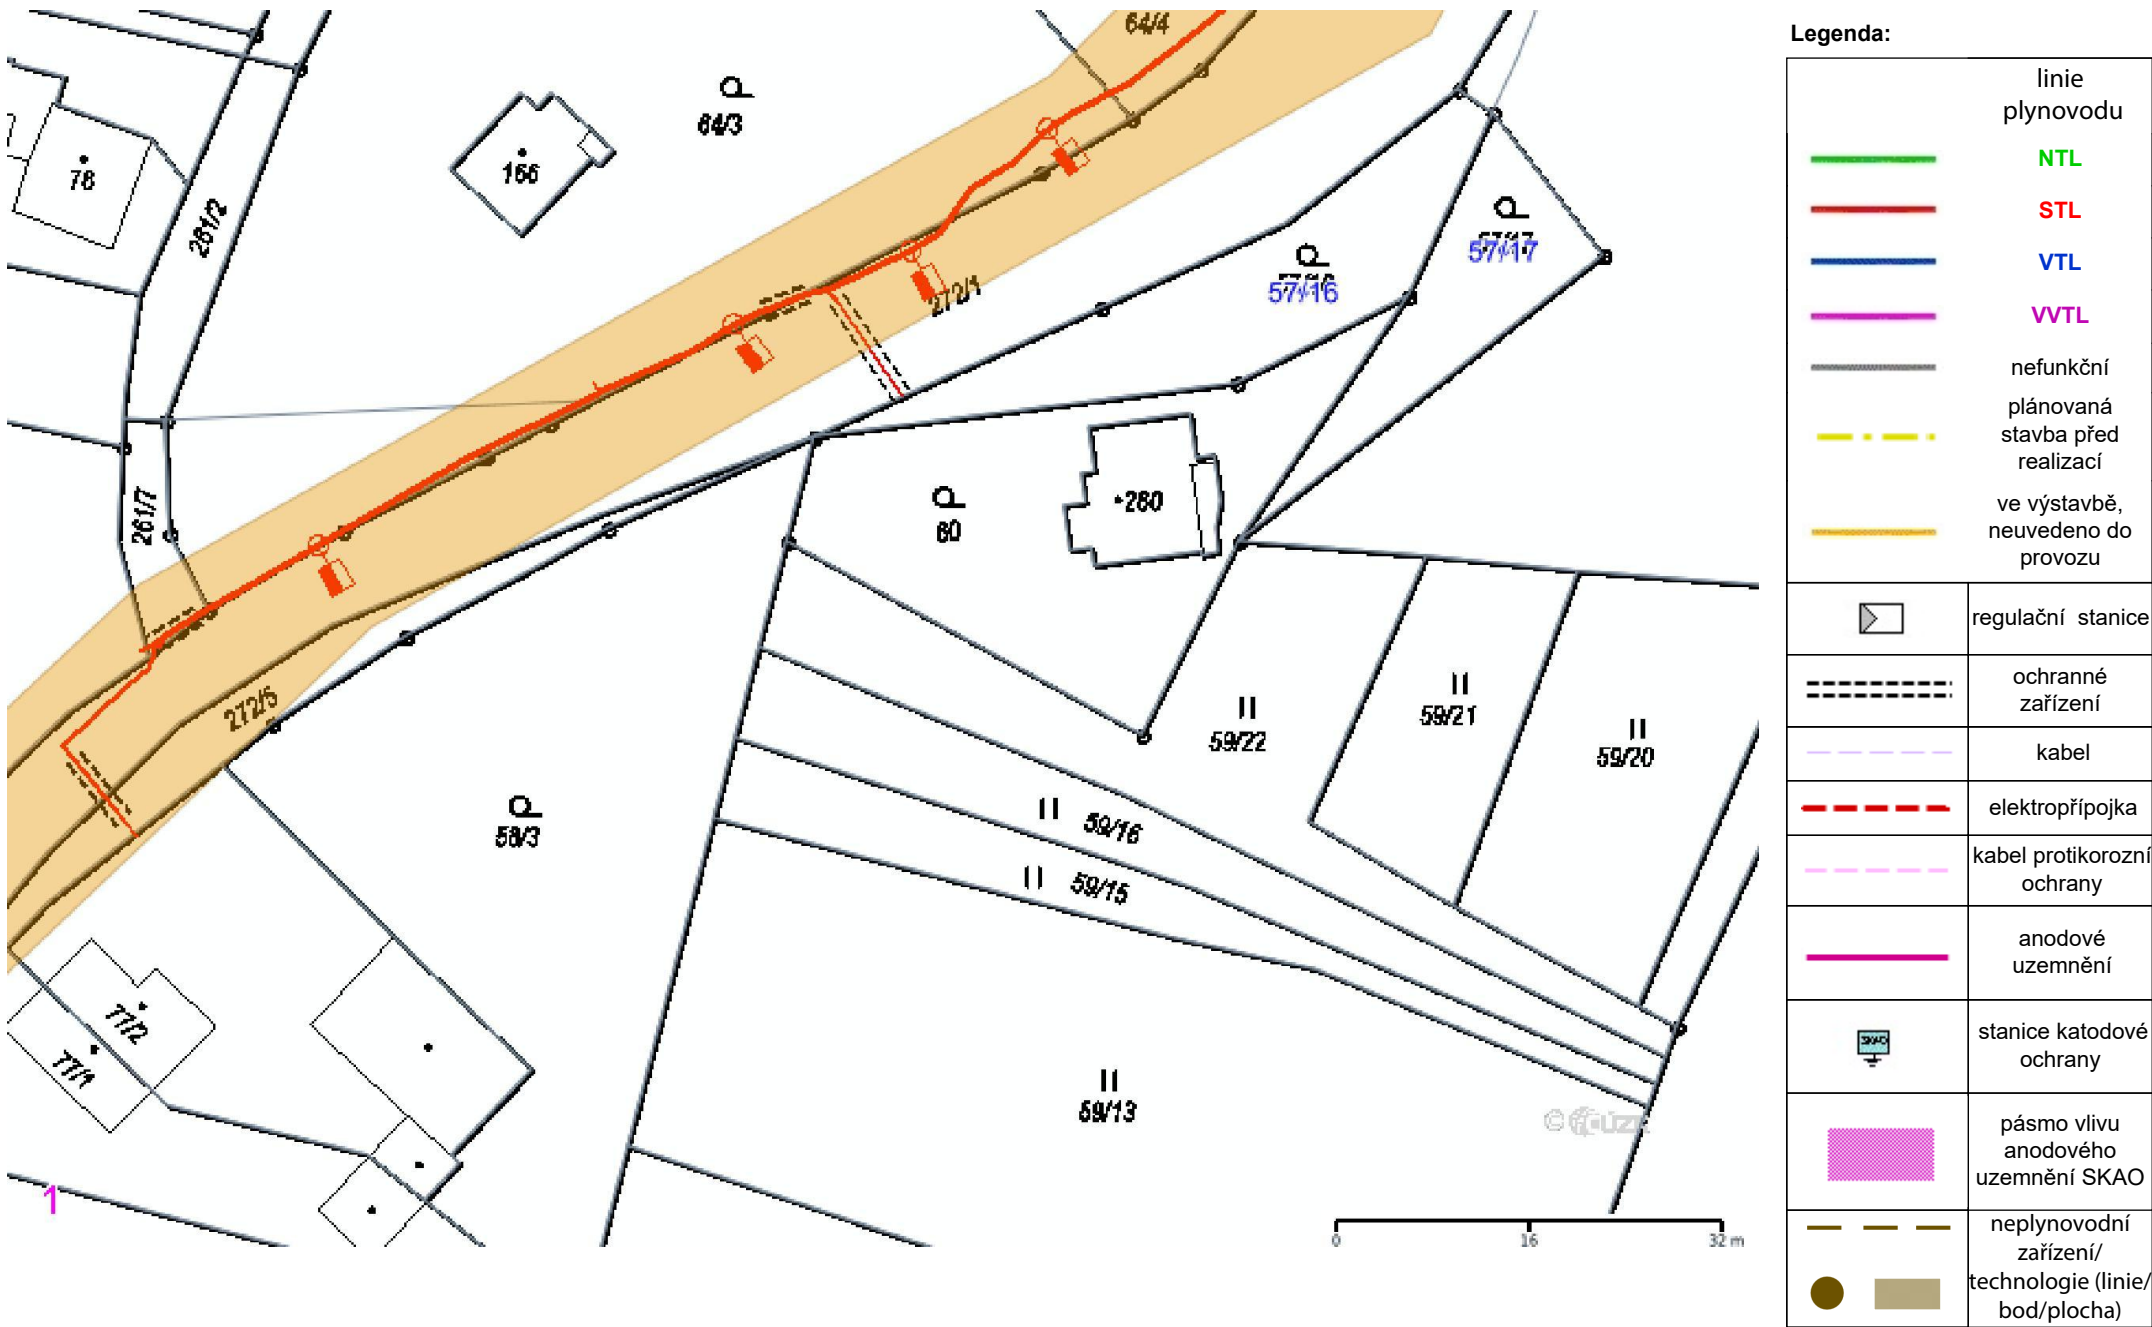 64/4
64/3
166
78
261/2
57/17
57/16
272/1
261/7
60
280
272/5
59/22
59/21
59/20
58/3
59/16
59/15
77/2
77/1
59/13
1
0 16 32 m
Legenda:
linie
plynovodu
NTL
STL
VTL
VVTL
nefunkční
plánovaná
stavba před
realizací
ve výstavbě,
neuvedeno do
provozu
regulační stanice
ochranné
zařízení
kabel
elektropřípojka
kabel protikorozní
ochrany
anodové
uzemnění
SKAO
stanice katodové
ochrany
pásmo vlivu
anodového
uzemnění SKAO
neplynovodní
zařízení/
technologie (linie/
bod/plocha)